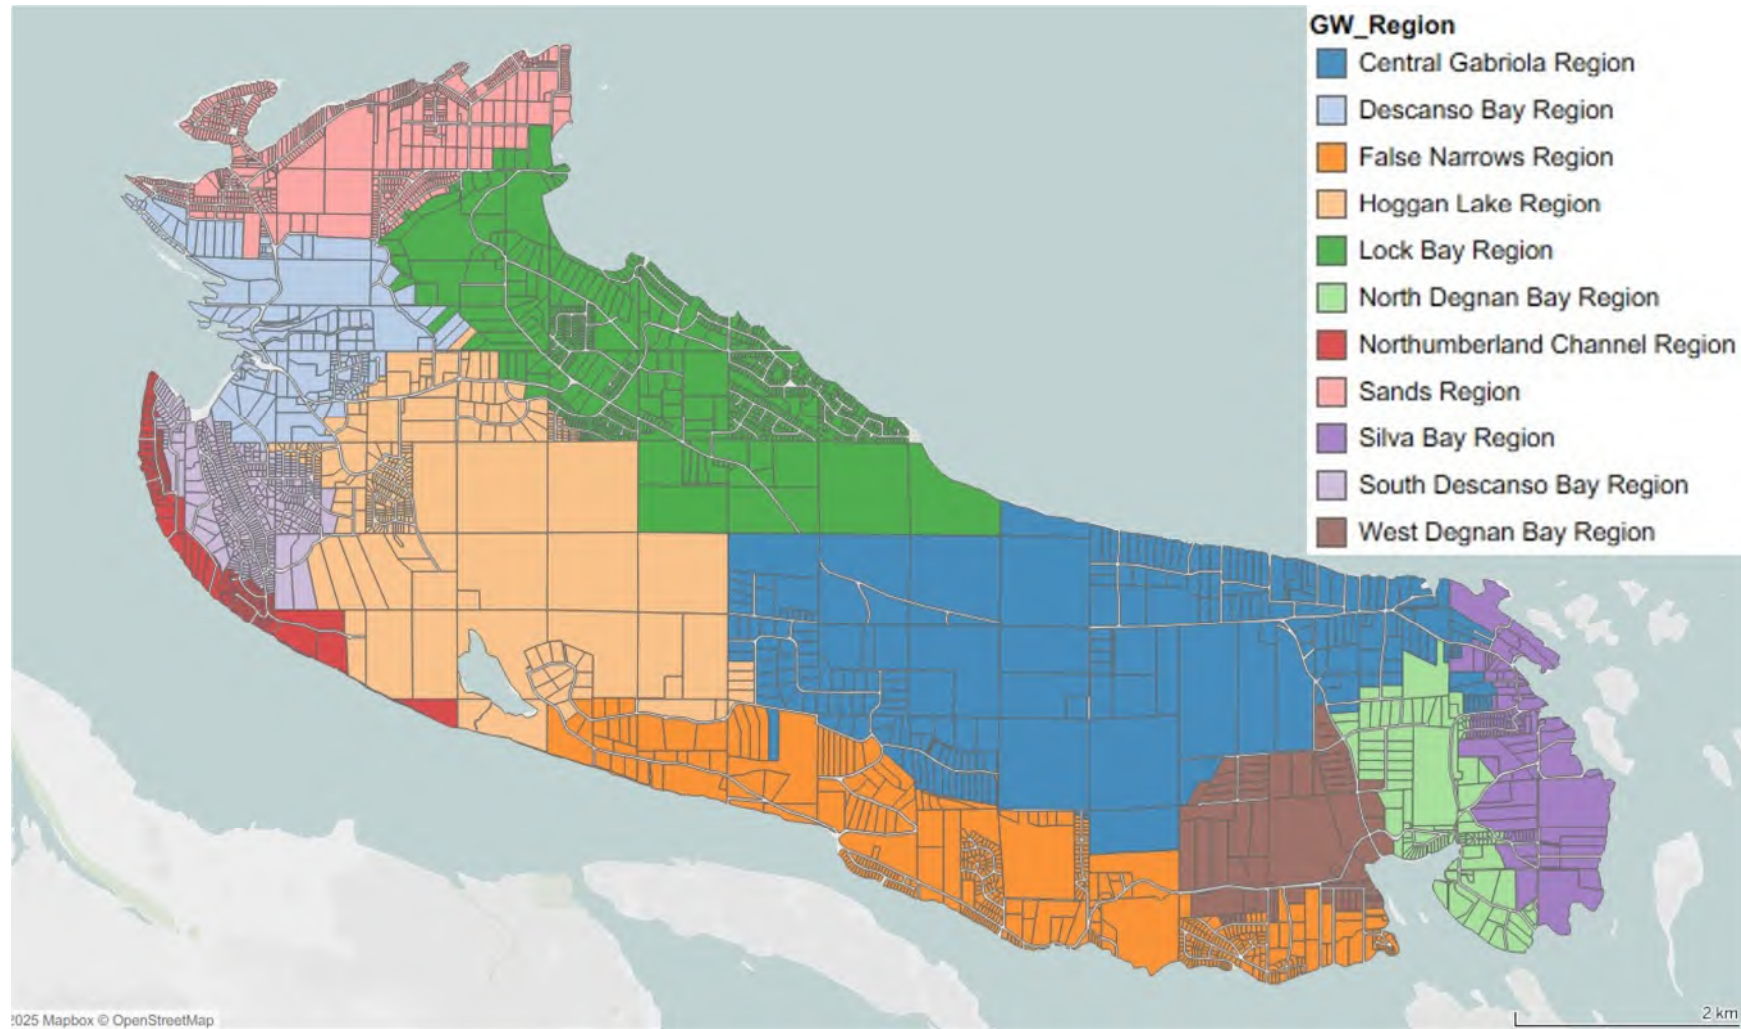 GW_Region
Central Gabriola Region
Descanso Bay Region
False Narrows Region
Hoggan Lake Region
Lock Bay Region
North Degnan Bay Region
Northumberland Channel Region
Sands Region
Silva Bay Region
South Descanso Bay Region
West Degnan Bay Region
2025 Mapbox © OpenStreetMap
2 km